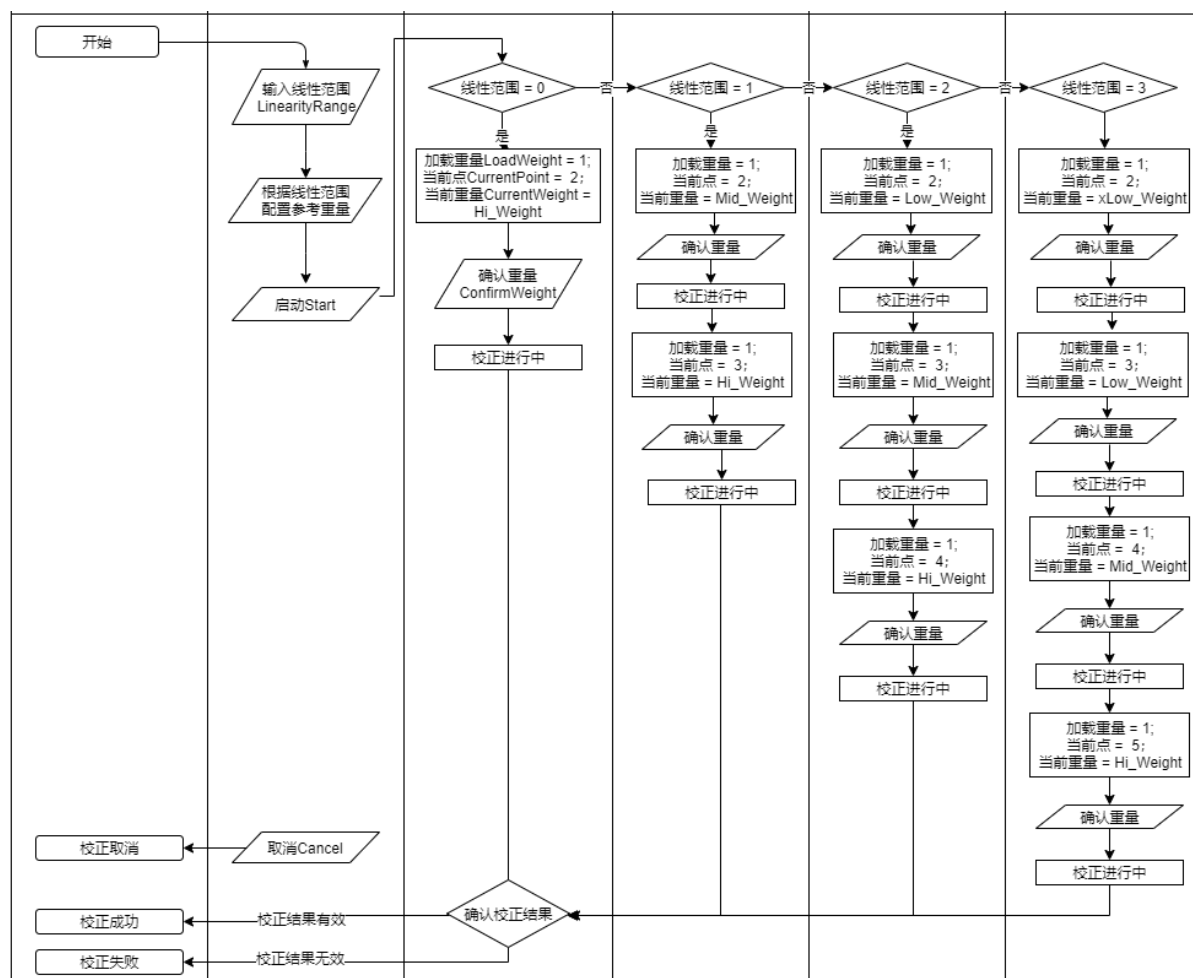 开始
输入线性范围
LinearityRange
根据线性范围
配置参考重量
启动Start
线性范围 = 0
否
线性范围 = 1
否
线性范围 = 2
否
线性范围 = 3
是
加载重量LoadWeight = 1;
当前点CurrentPoint = 2;
当前重量CurrentWeight =
Hi_Weight
确认重量
ConfirmWeight
校正进行中
是
加载重量 = 1;
当前点 = 2;
当前重量 = Mid_Weight
确认重量
校正进行中
加载重量 = 1;
当前点 = 3;
当前重量 = Hi_Weight
确认重量
校正进行中
是
加载重量 = 1;
当前点 = 2;
当前重量 = Low_Weight
确认重量
校正进行中
加载重量 = 1;
当前点 = 3;
当前重量 = Mid_Weight
确认重量
校正进行中
加载重量 = 1;
当前点 = 4;
当前重量 = Hi_Weight
确认重量
校正进行中
加载重量 = 1;
当前点 = 2;
当前重量 = xLow_Weight
确认重量
校正进行中
加载重量 = 1;
当前点 = 3;
当前重量 = Low_Weight
确认重量
校正进行中
加载重量 = 1;
当前点 = 4;
当前重量 = Mid_Weight
确认重量
校正进行中
加载重量 = 1;
当前点 = 5;
当前重量 = Hi_Weight
确认重量
校正进行中
校正取消
取消Cancel
校正成功
校正结果有效
确认校正结果
校正失败
校正结果无效